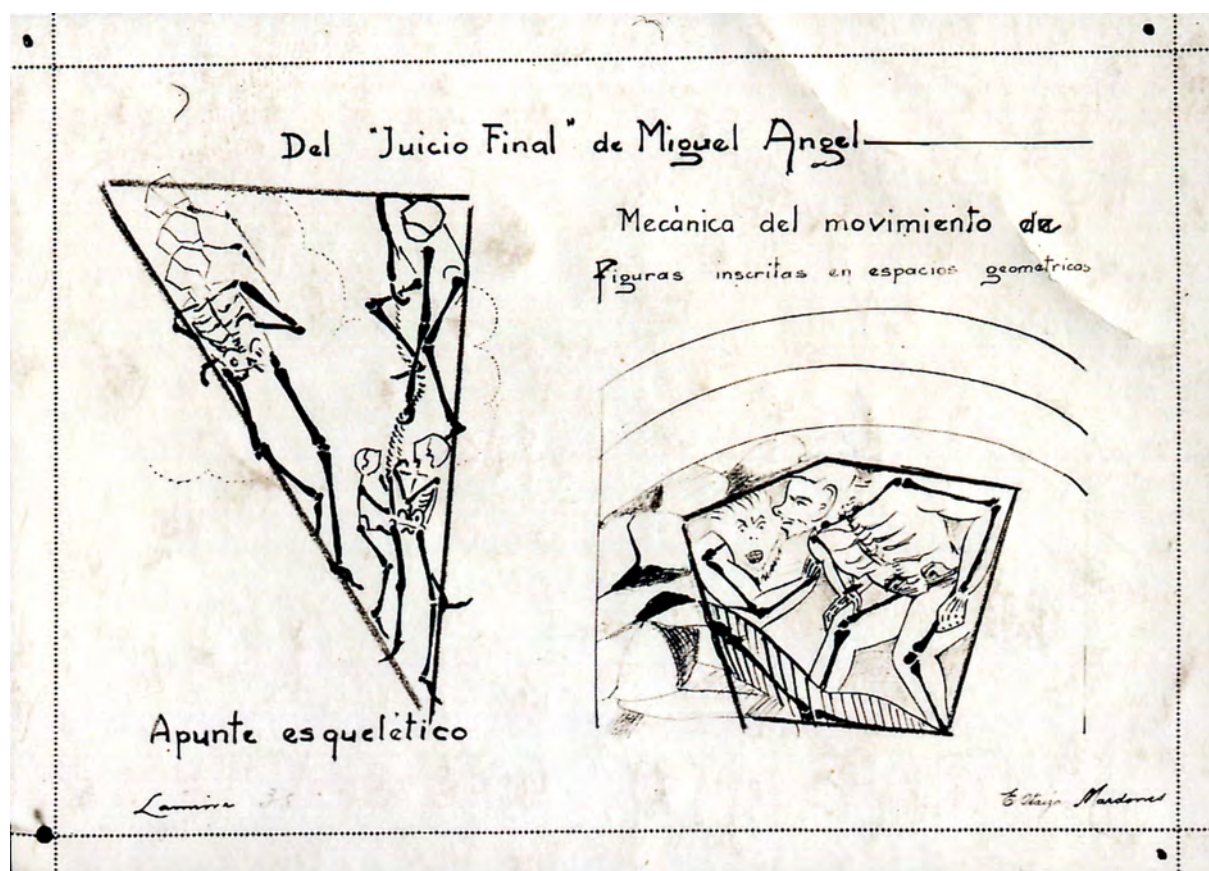 Del "Juicio Final" de Miguel Angel
Mecánica del movimiento de
figuras inscritas en espacios geometricos
Apunte esquelético
Lamina
Mardones